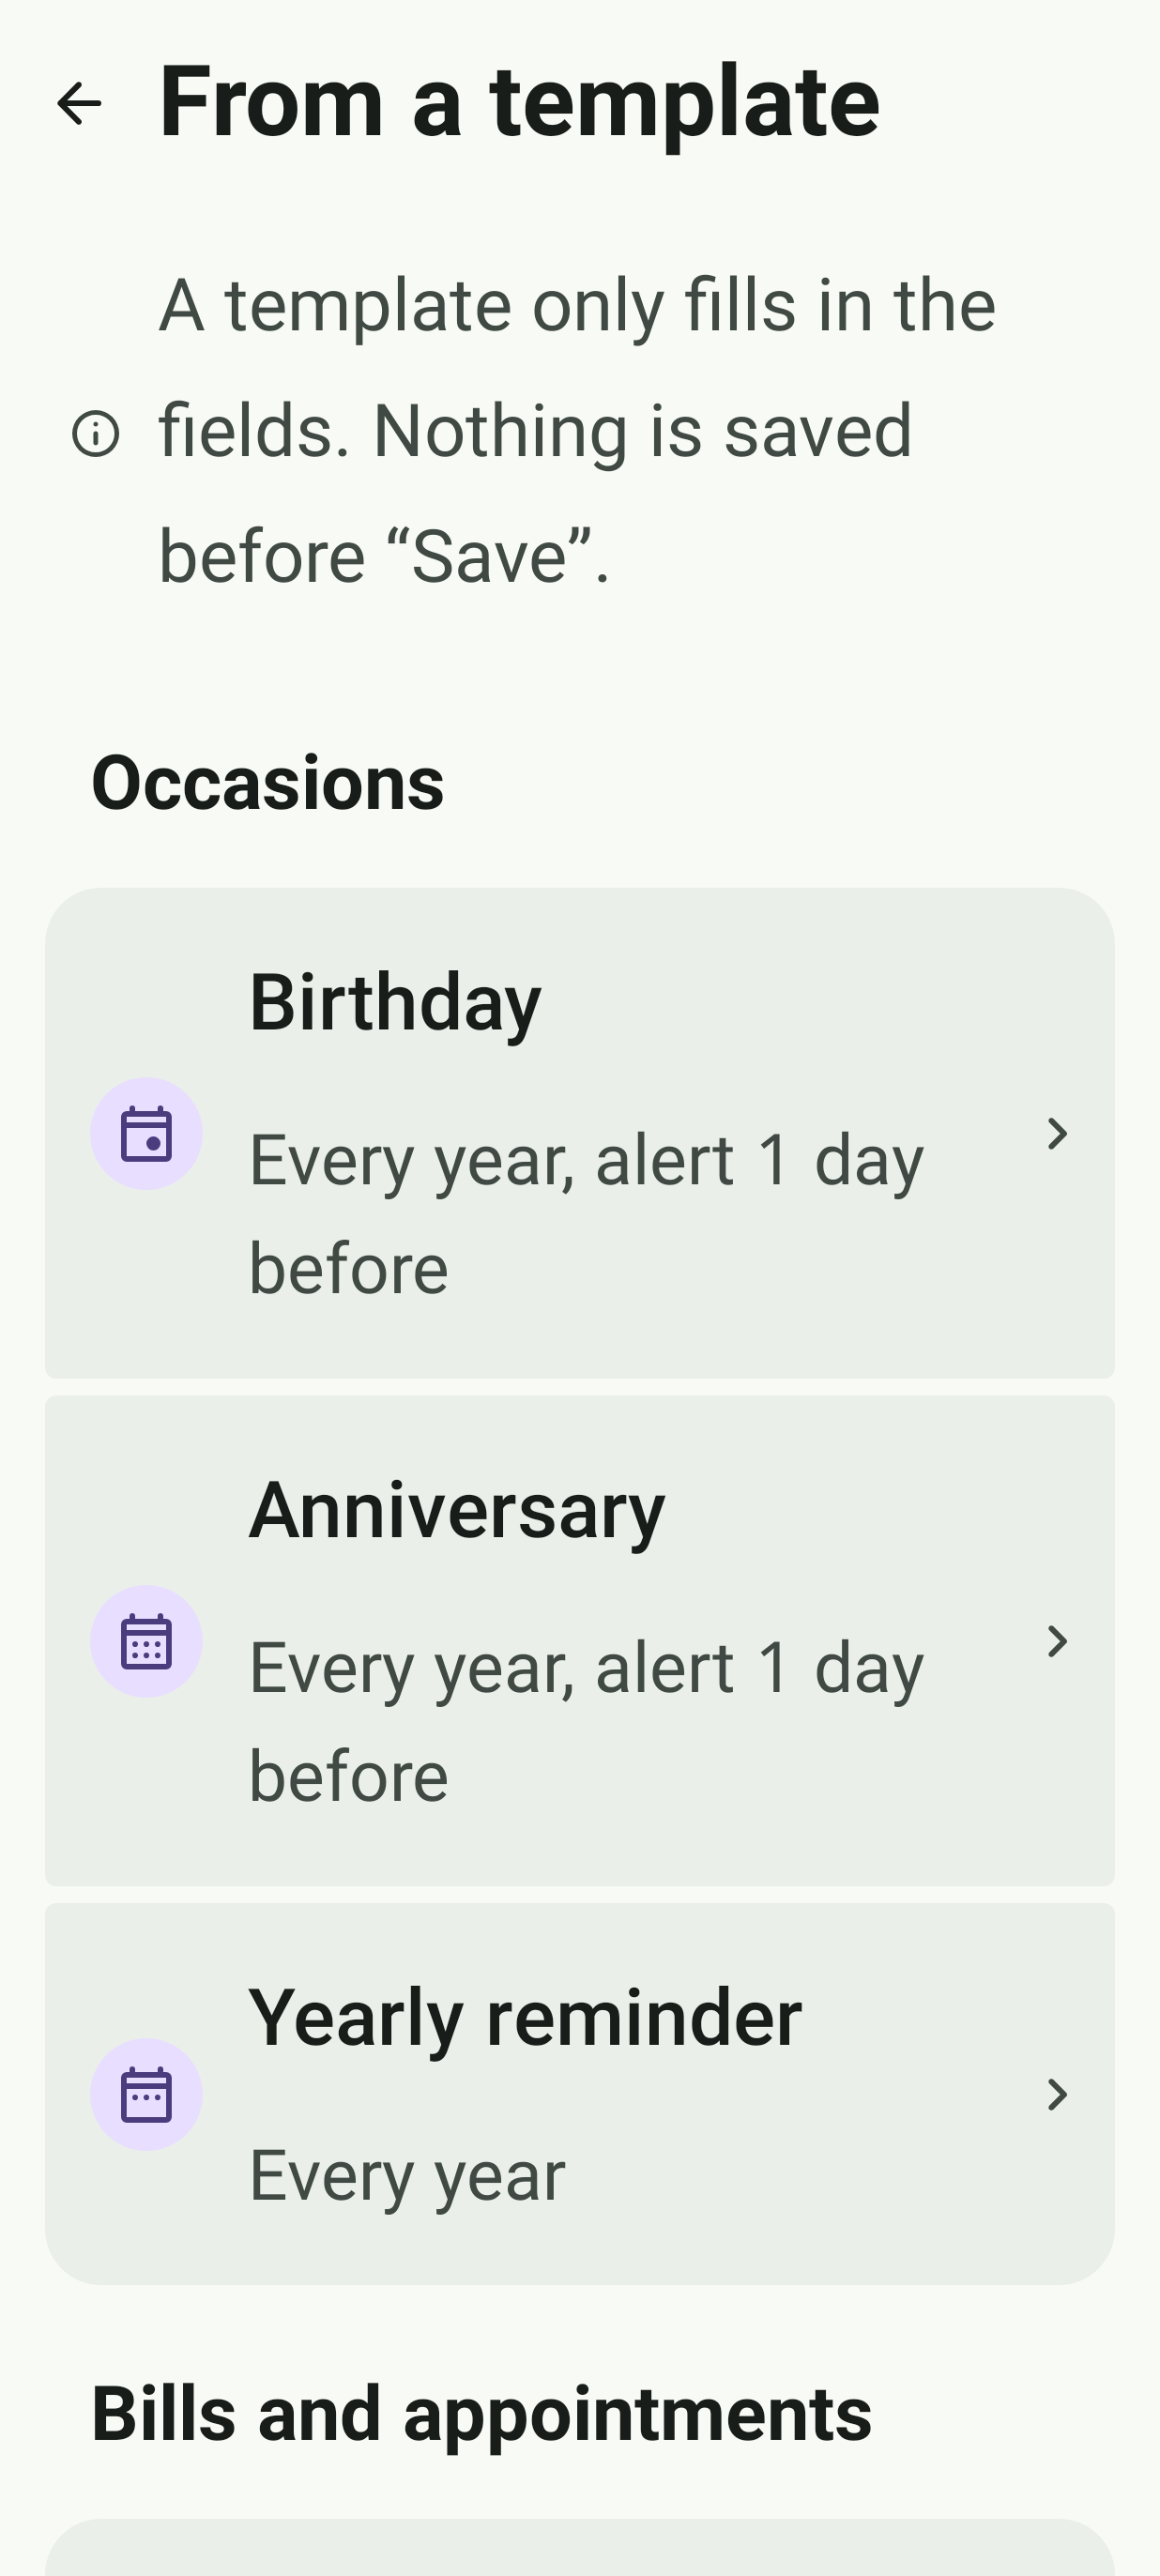 From a template
A template only fills in the
fields. Nothing is saved
before “Save”.
Occasions
Birthday
Every year, alert 1 day
before
Anniversary
Every year, alert 1 day
before
Yearly reminder
Every year
Bills and appointments